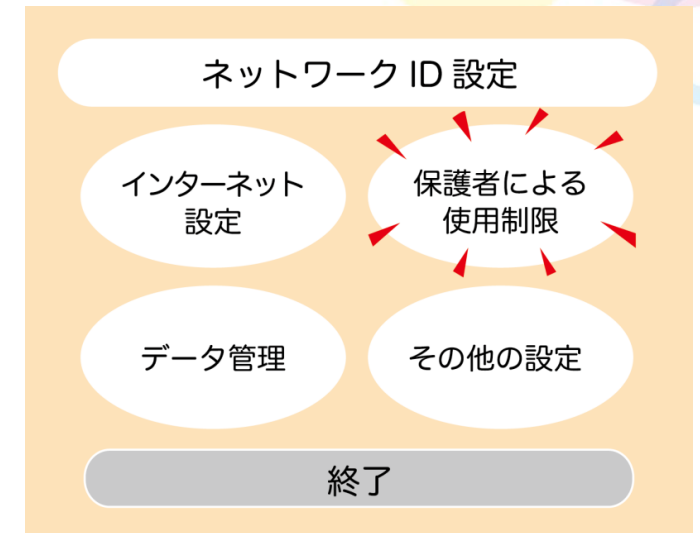 ネットワーク ID 設定
インターネット
設定
保護者による
使用制限
データ管理
その他の設定
終了